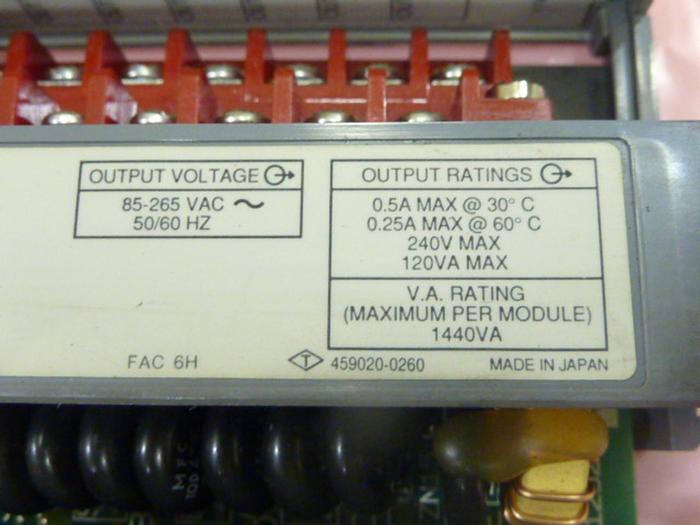 OUTPUT VOLTAGE
85-265 VAC
50/60 HZ
OUTPUT RATINGS
0.5A MAX @ 30° C
0.25A MAX @ 60° C
240V MAX
120VA MAX
V.A. RATING
(MAXIMUM PER MODULE)
1440VA
FAC 6H
T 459020-0260
MADE IN JAPAN